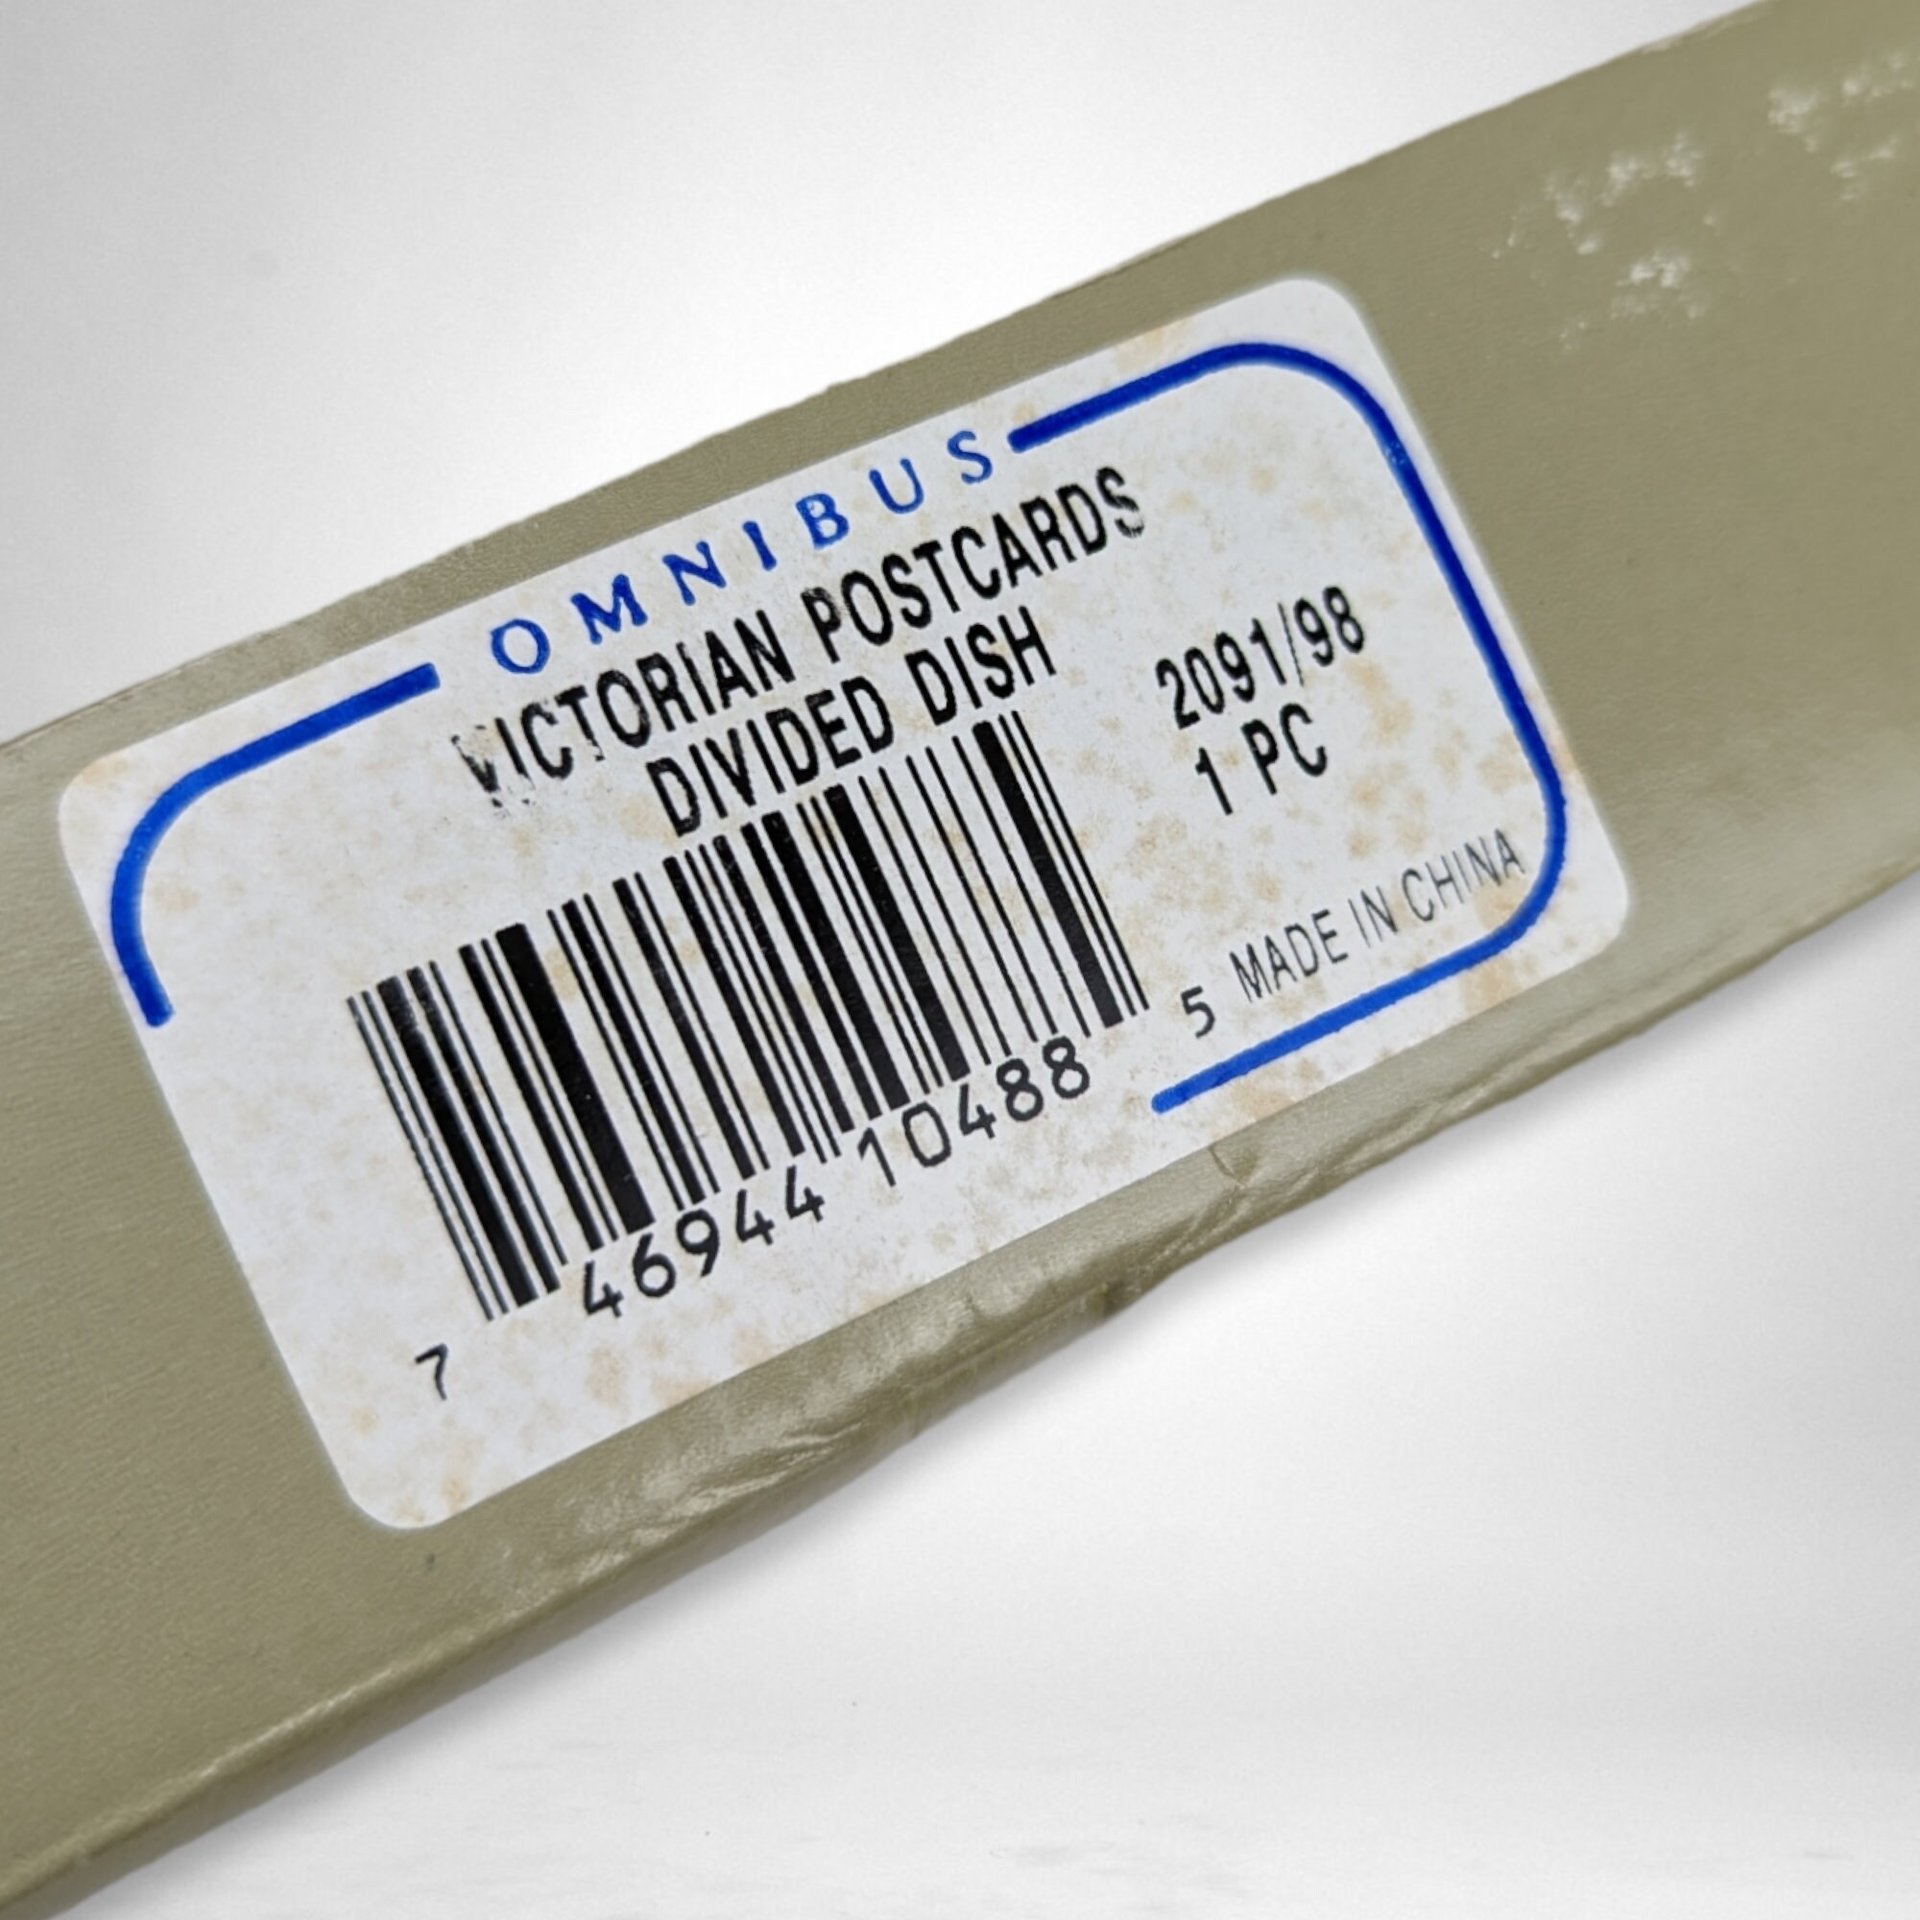 OMNIBUS
VICTORIAN POSTCARDS
DIVIDED DISH
2091/98
1 PC
7 46944 10488 5
MADE IN CHINA